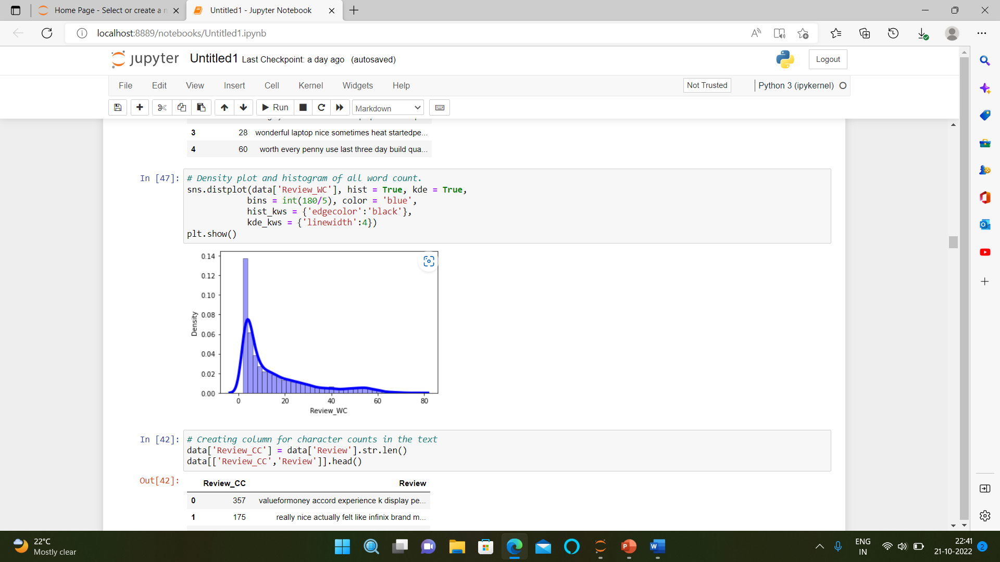 Home Page - Select or create a n
Untitled1 - Jupyter Notebook
localhost:8889/notebooks/Untitled1.ipynb
jupyter Untitled1 Last Checkpoint: a day ago (autosaved)
Logout
File Edit View Insert Cell Kernel Widgets Help
Not Trusted
Python 3 (ipykernel)
Run
Markdown
3 28 wonderful laptop nice sometimes heat startedpe...
4 60 worth every penny use last three day build qua...
In [47]: # Density plot and histogram of all word count.
sns.distplot(data['Review_WC'], hist = True, kde = True,
bins = int(180/5), color = 'blue',
hist_kws = {'edgecolor':'black'},
kde_kws = {'linewidth':4})
plt.show()
0.14
0.12
0.10
0.08
0.06
0.04
0.02
0.00
Density
0 20 40 60 80
Review_WC
In [42]: # Creating column for character counts in the text
data['Review_CC'] = data['Review'].str.len()
data[['Review_CC','Review']].head()
Out[42]:
Review_CC Review
0 357 valueformoney accord experience k display pe...
1 175 really nice actually felt like infinix brand m...
22°C
Mostly clear
ENG
IN
22:41
21-10-2022
2